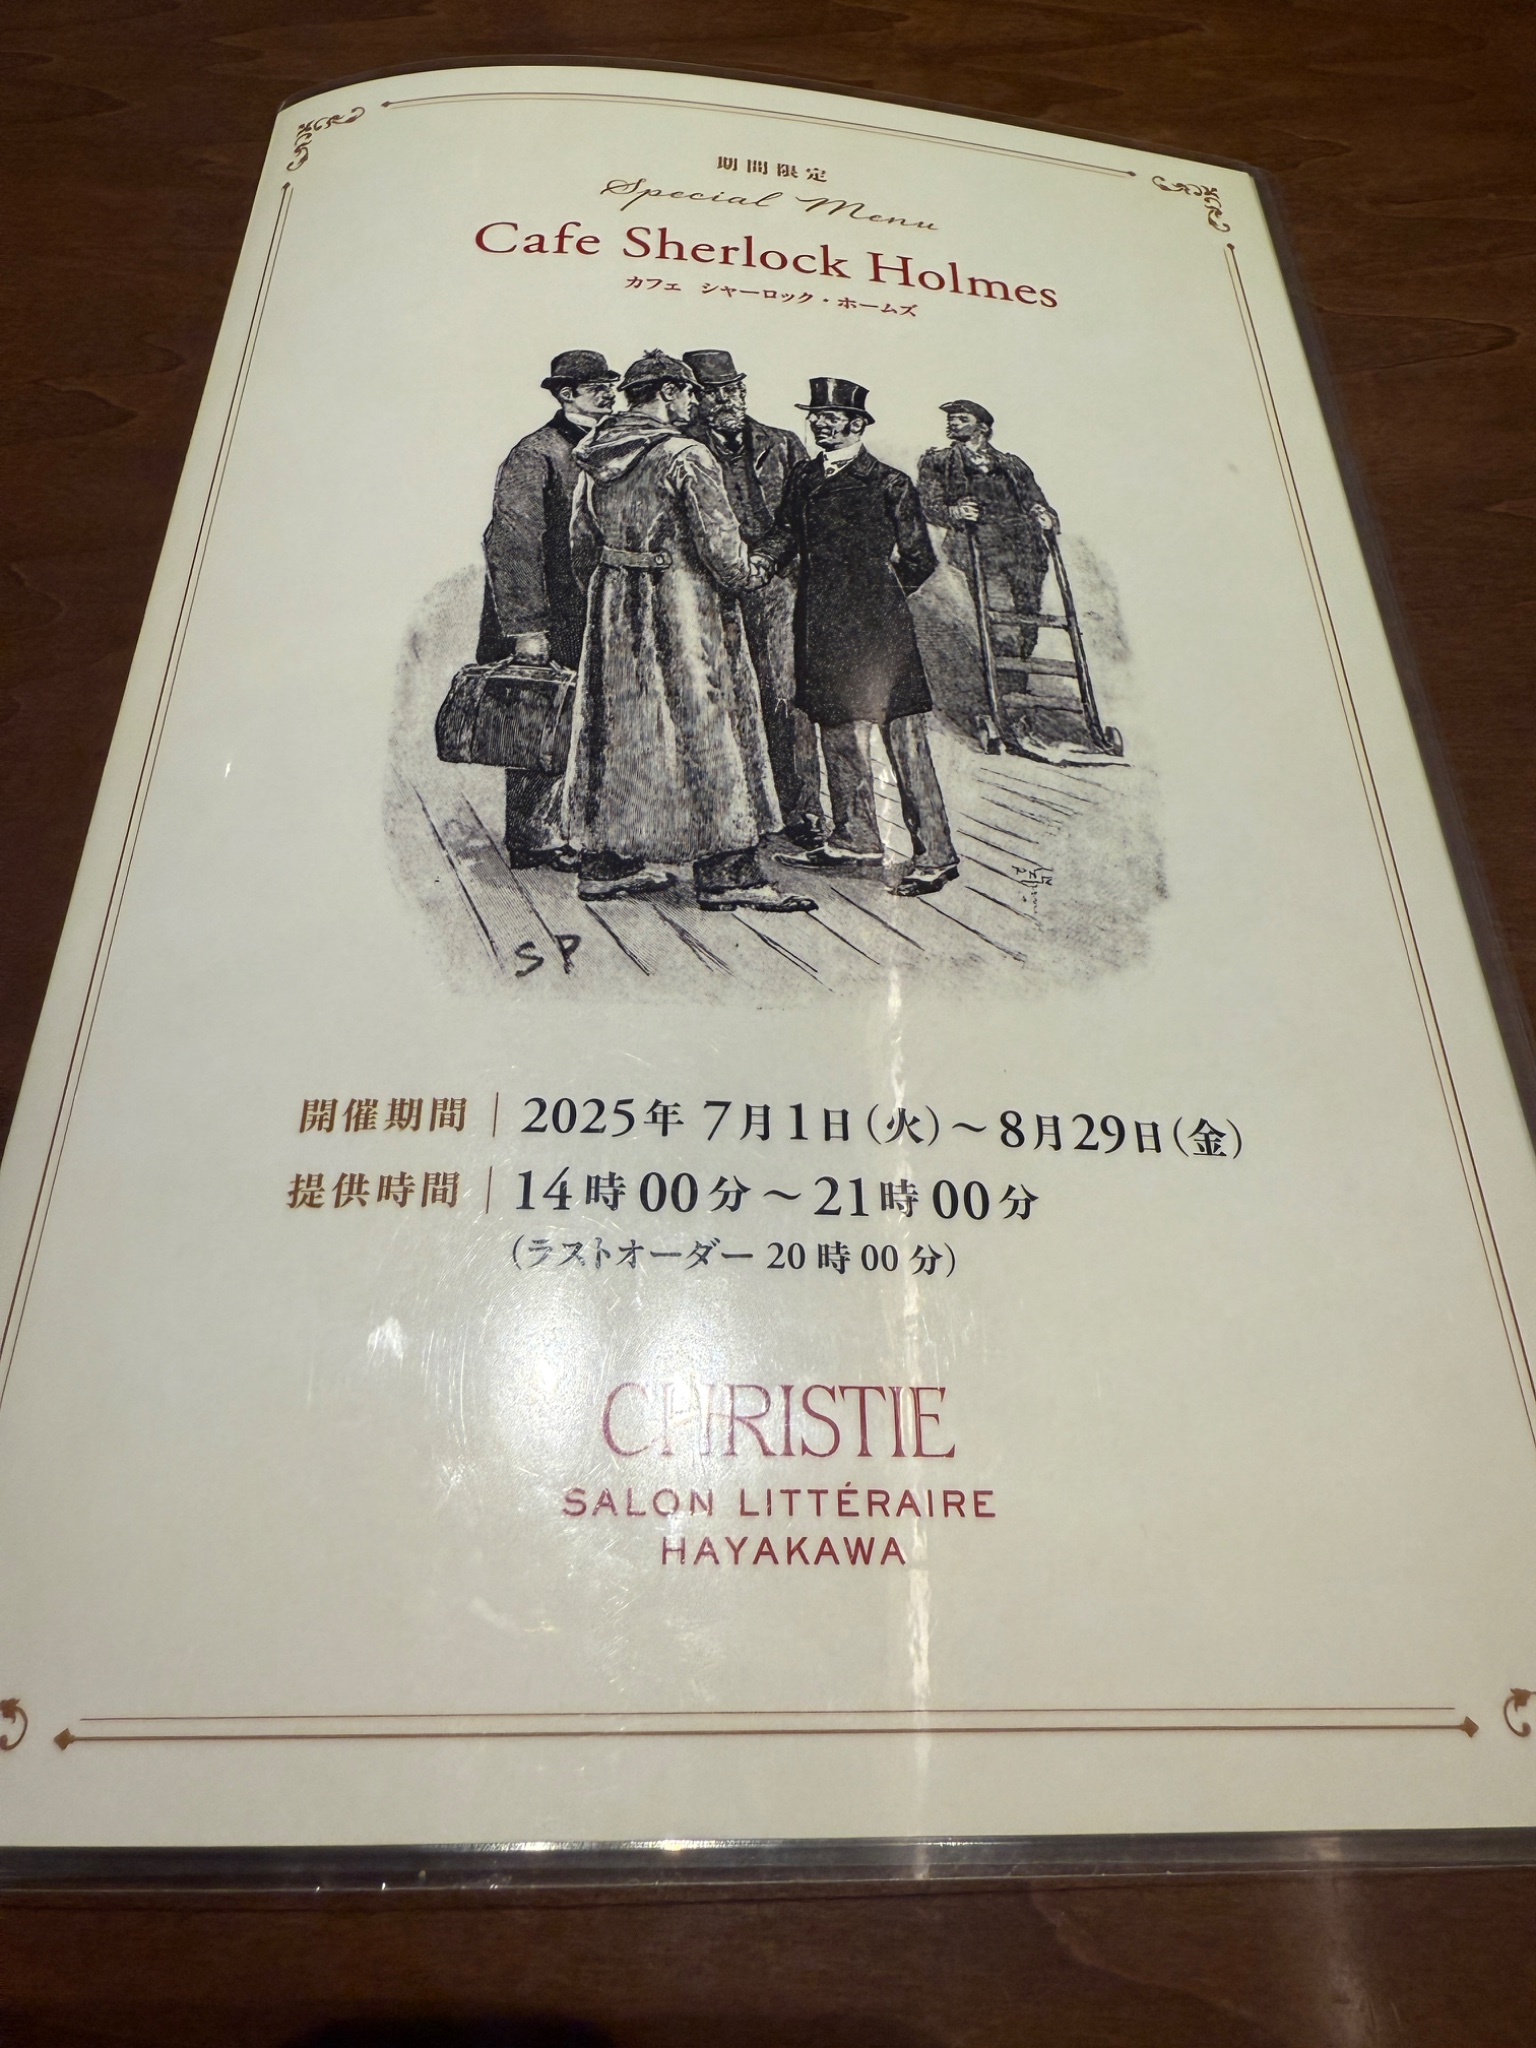 期間限定
Special Menu
Cafe Sherlock Holmes
カフェ シャーロック・ホームズ
SP
開催期間 | 2025年 7月1日(火)～8月29日(金)
提供時間 | 14時00分～21時00分
(ラストオーダー 20時00分)
CHRISTIE
SALON LITTÉRAIRE
HAYAKAWA